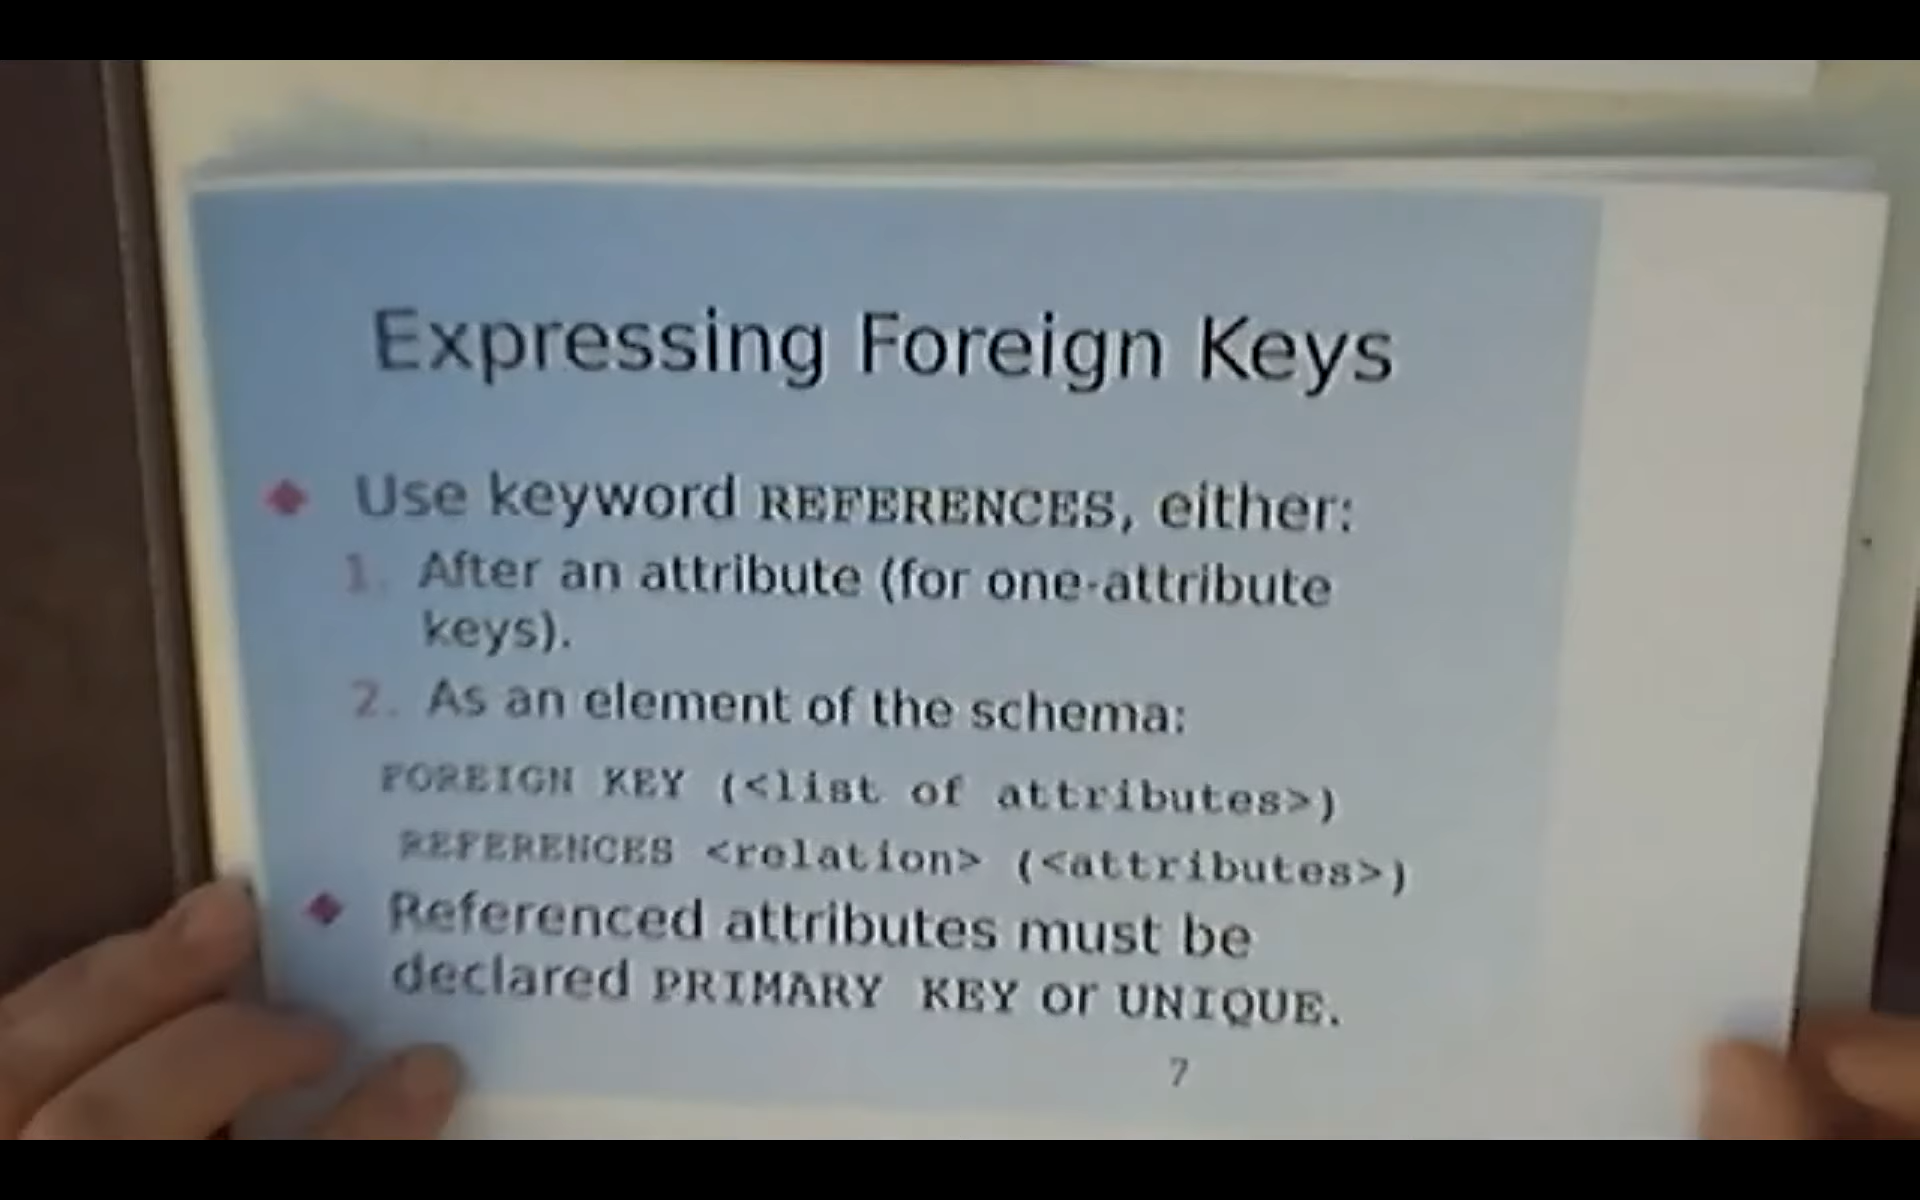 Expressing Foreign Keys
◆ Use keyword REFERENCES, either:
1. After an attribute (for one-attribute
keys).
2. As an element of the schema:
FOREIGN KEY (<list of attributes>)
REFERENCES <relation> (<attributes>)
◆ Referenced attributes must be
declared PRIMARY KEY or UNIQUE.
7